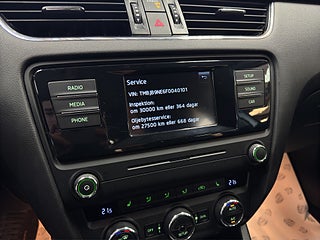 Service
VIN: TMBJB9NE6F0040101
Inspektion:
om 30000 km eller 364 dagar
Oljebytesservice:
om 27500 km eller 668 dagar
RADIO
MEDIA
PHONE
SETUP
SOUND
CAR